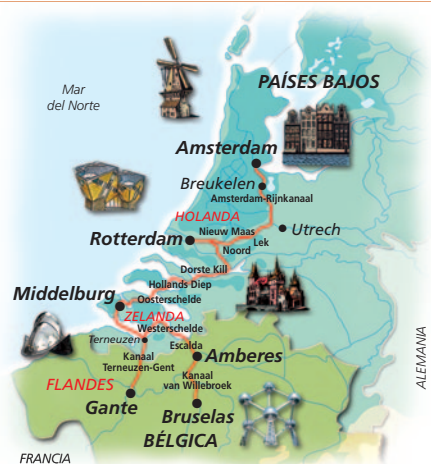 Mar
del Norte
PAÍSES BAJOS
Amsterdam
Breukelen
Amsterdam-Rijnkanaal
HOLANDA
Nieuw Maas
Utrech
Rotterdam
Lek
Noord
Dorste Kill
Hollands Diep
Middelburg
Oosterschelde
ZELANDA
Westerschelde
Terneuzen
Escalda
Kanaal
Terneuzen-Gent
Amberes
Kanaal
van Willebroek
FLANDES
Gante
Bruselas
BÉLGICA
ALEMANIA
FRANCIA